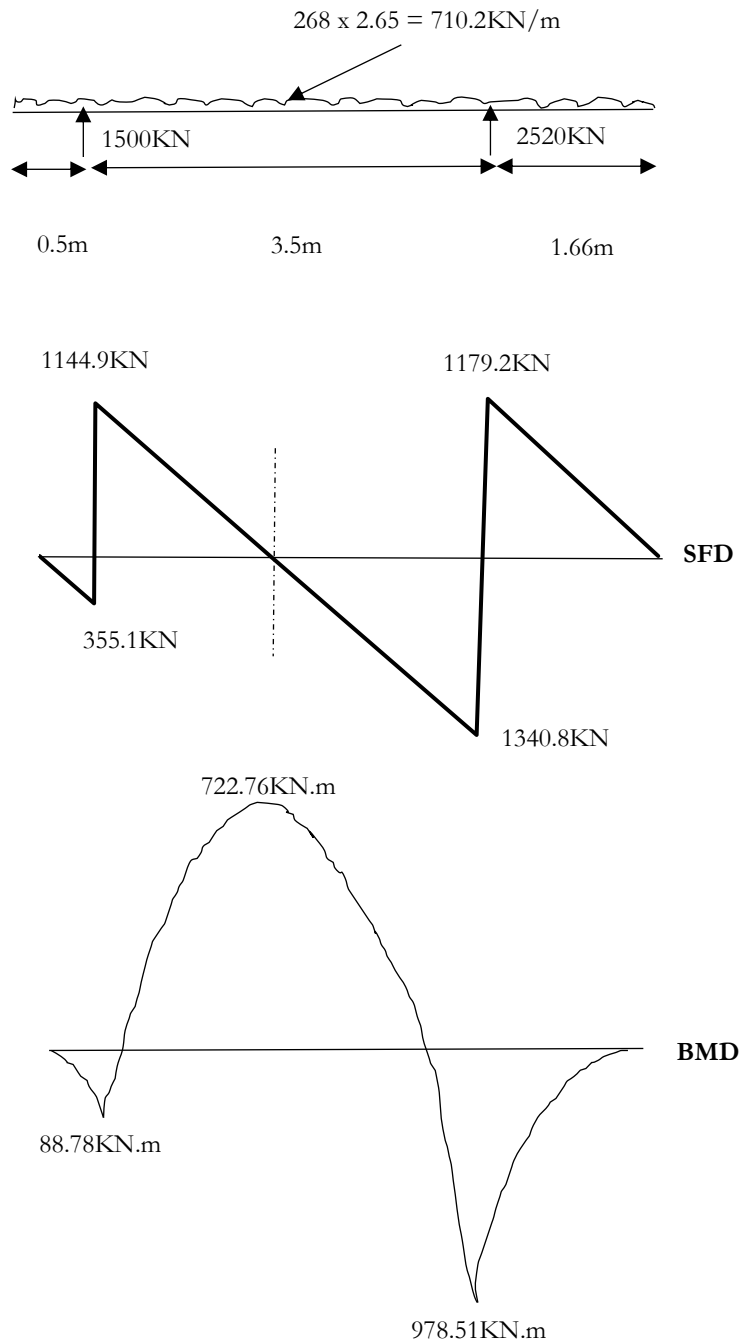 268 x 2.65 = 710.2KN/m
1500KN
2520KN
0.5m
3.5m
1.66m
1144.9KN
1179.2KN
SFD
355.1KN
1340.8KN
722.76KN.m
BMD
88.78KN.m
978.51KN.m